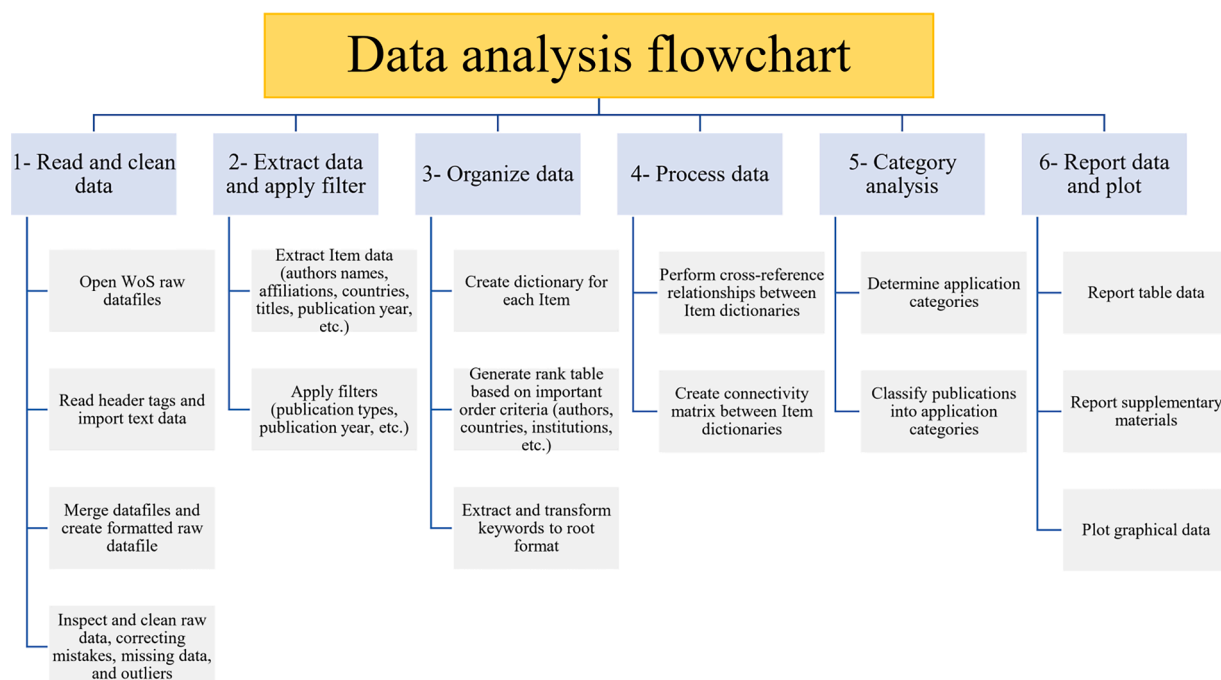 Data analysis flowchart
1- Read and clean
data
2- Extract data
and apply filter
3- Organize data
4- Process data
5- Category
analysis
6- Report data
and plot
Open WoS raw
datafiles
Read header tags and
import text data
Merge datafiles and
create formatted raw
datafile
Inspect and clean raw
data, correcting
mistakes, missing data,
and outliers
Extract Item data
(authors names,
affiliations, countries,
titles, publication year,
etc.)
Apply filters
(publication types,
publication year, etc.)
Create dictionary for
each Item
Generate rank table
based on important
order criteria (authors,
countries, institutions,
etc.)
Extract and transform
keywords to root
format
Perform cross-reference
relationships between
Item dictionaries
Create connectivity
matrix between Item
dictionaries
Determine application
categories
Classify publications
into application
categories
Report table data
Report supplementary
materials
Plot graphical data